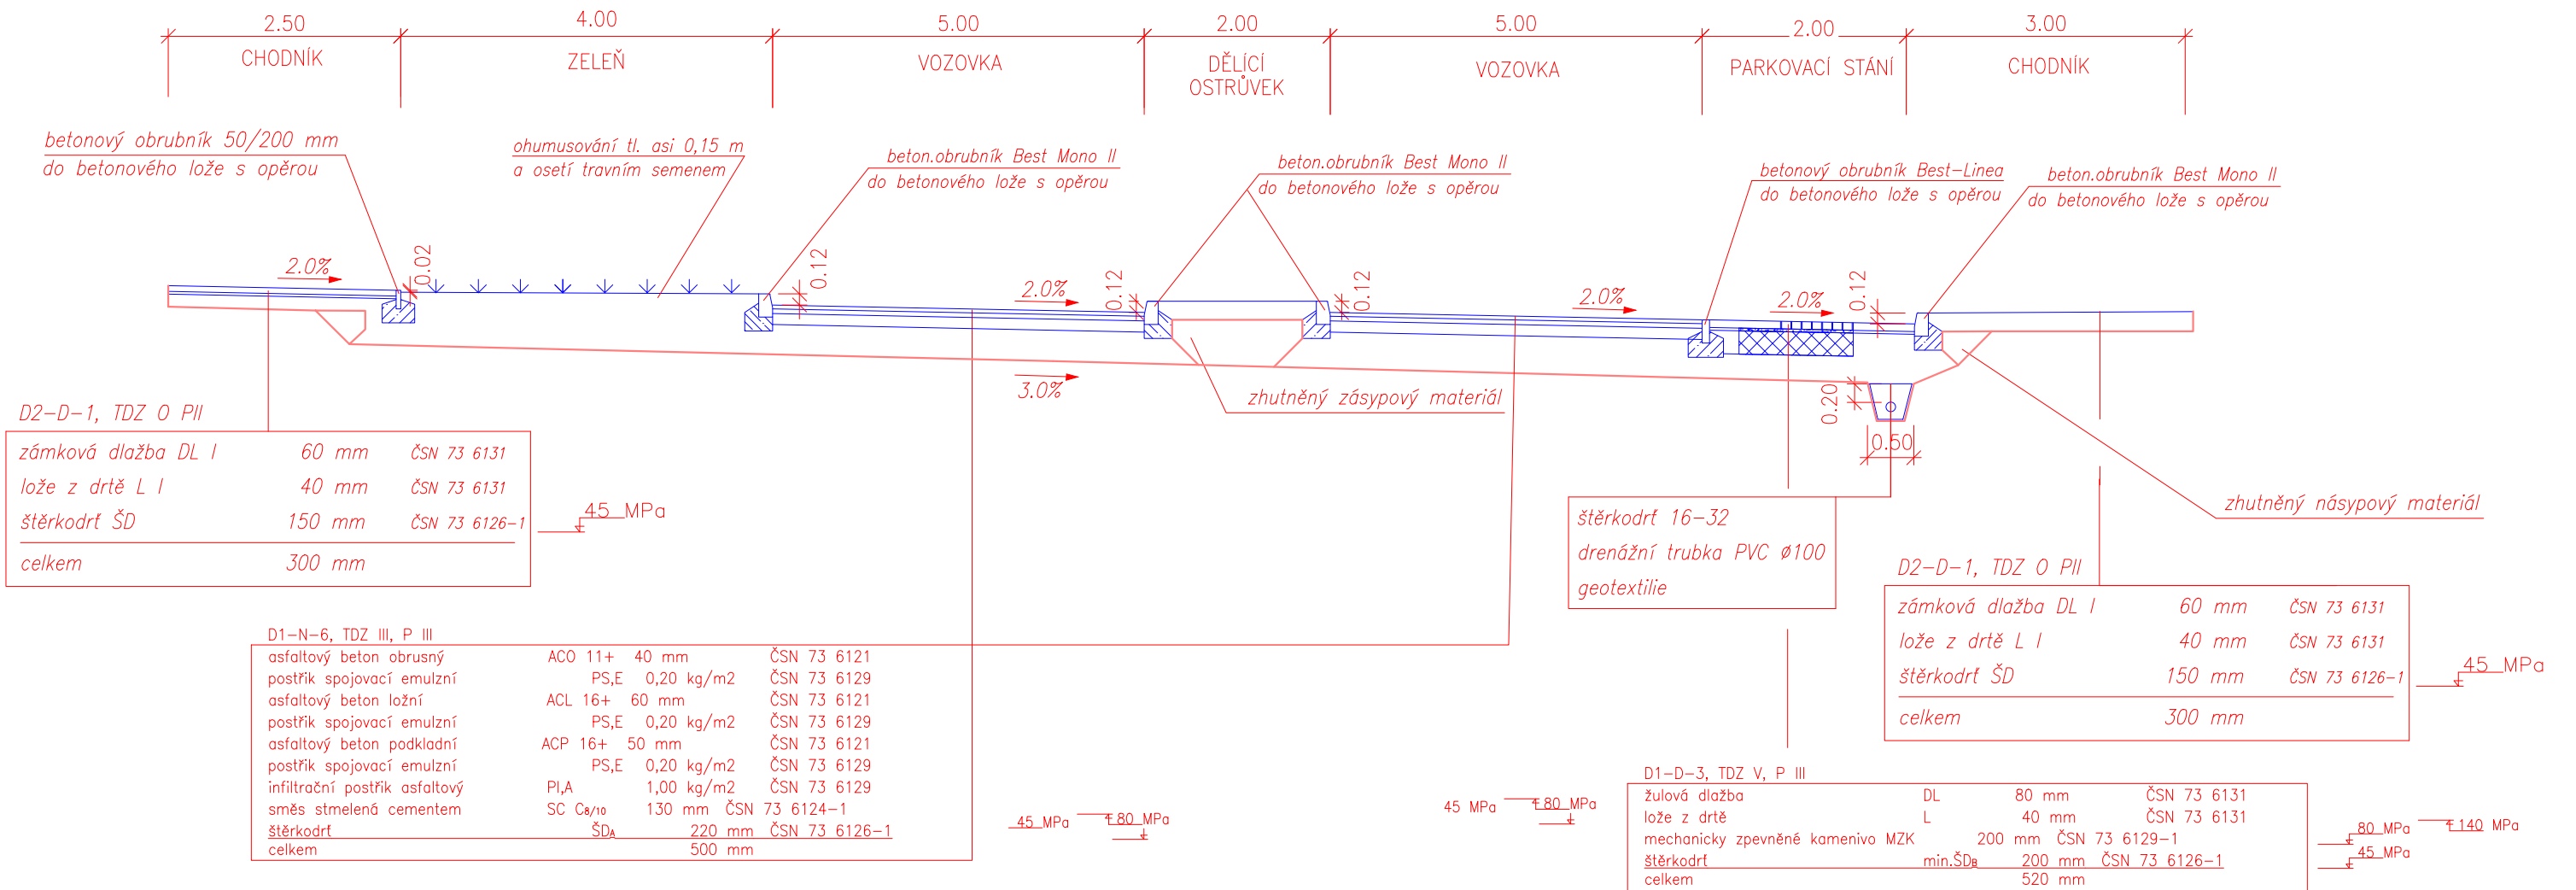 2.50 4.00 5.00 2.00 5.00 2.00 3.00
CHODNÍK ZELEŇ VOZOVKA DĚLÍCÍ VOZOVKA PARKOVACÍ STÁNÍ CHODNÍK
OSTRŮVEK
betonový obrubník 50/200 mm
do betonového lože s opěrou
ohumusování tl. asi 0,15 m
a osetí travním semenem
beton.obrubník Best Mono II
do betonového lože s opěrou
beton.obrubník Best Mono II
do betonového lože s opěrou
betonový obrubník Best-Linea
do betonového lože s opěrou
beton.obrubník Best Mono II
do betonového lože s opěrou
2.0% 0.02 0.12 2.0% 0.12 0.12 2.0% 2.0% 0.12
3.0%
zhutněný zásypový materiál
0.20
0.50
zhutněný násypový materiál
D2-D-1, TDZ O PII
zámková dlažba DL I 60 mm ČSN 73 6131
lože z drtě L I 40 mm ČSN 73 6131
štěrkodrť ŠD 150 mm ČSN 73 6126-1
celkem 300 mm
45 MPa
štěrkodrť 16-32
drenážní trubka PVC ø100
geotextilie
D2-D-1, TDZ O PII
zámková dlažba DL I 60 mm ČSN 73 6131
lože z drtě L I 40 mm ČSN 73 6131
štěrkodrť ŠD 150 mm ČSN 73 6126-1
celkem 300 mm
45 MPa
D1-N-6, TDZ III, P III
asfaltový beton obrusný ACO 11+ 40 mm ČSN 73 6121
postřik spojovací emulzní PS,E 0,20 kg/m2 ČSN 73 6129
asfaltový beton ložní ACL 16+ 60 mm ČSN 73 6121
postřik spojovací emulzní PS,E 0,20 kg/m2 ČSN 73 6129
asfaltový beton podkladní ACP 16+ 50 mm ČSN 73 6121
postřik spojovací emulzní PS,E 0,20 kg/m2 ČSN 73 6129
infiltrační postřik asfaltový PI,A 1,00 kg/m2 ČSN 73 6129
směs stmelená cementem SC C8/10 130 mm ČSN 73 6124-1
štěrkodrť ŠDA 220 mm ČSN 73 6126-1
celkem 500 mm
45 MPa 80 MPa
45 MPa 80 MPa
D1-D-3, TDZ V, P III
žulová dlažba DL 80 mm ČSN 73 6131
lože z drtě L 40 mm ČSN 73 6131
mechanicky zpevněné kamenivo MZK 200 mm ČSN 73 6129-1
štěrkodrť min.ŠDB 200 mm ČSN 73 6126-1
celkem 520 mm
80 MPa 140 MPa
45 MPa